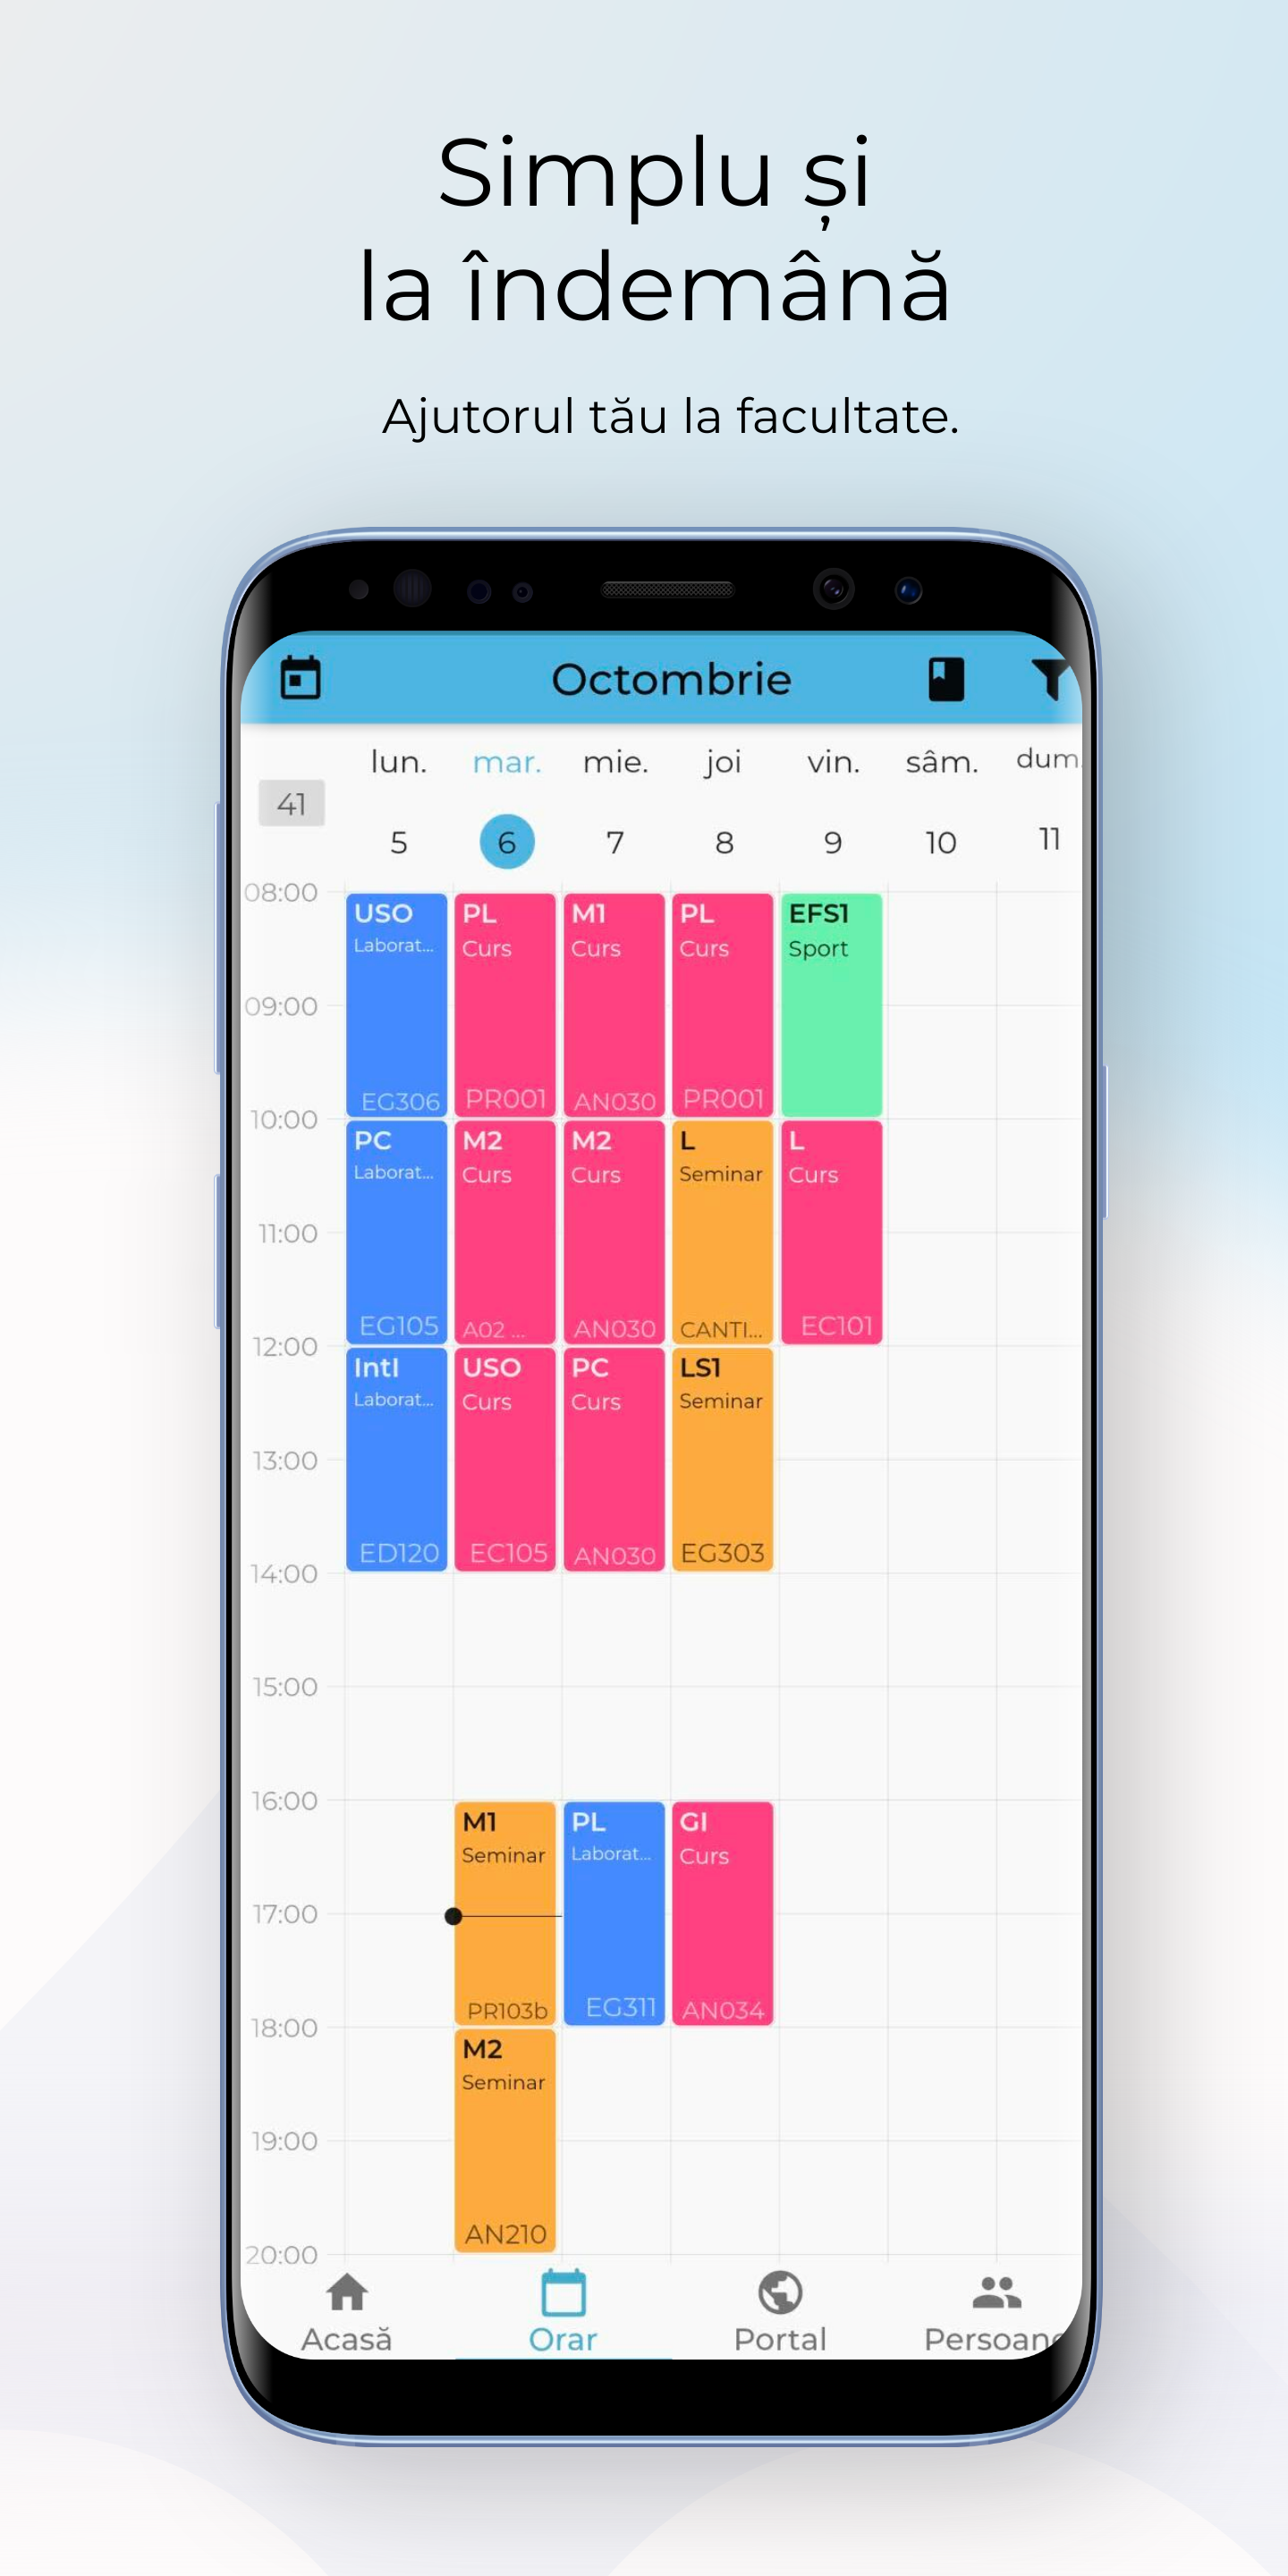 Simplu și
la îndemână
Ajutorul tău la facultate.
Octombrie
lun. mar. mie. joi vin. sâm. dum.
41
5 6 7 8 9 10 11
08:00
USO PL M1 PL EFS1
Laborat... Curs Curs Curs Sport
09:00
EG306 PR001 AN030 PR001
10:00
PC M2 M2 L L
Laborat... Curs Curs Seminar Curs
11:00
EG105 A02 ... AN030 CANTI... EC101
12:00
Intl USO PC LS1
Laborat... Curs Curs Seminar
13:00
ED120 EC105 AN030 EG303
14:00
15:00
16:00
M1 PL GI
Seminar Laborat... Curs
17:00
PR103b EG311 AN034
18:00
M2
Seminar
19:00
AN210
20:00
Acasă Orar Portal Persoane